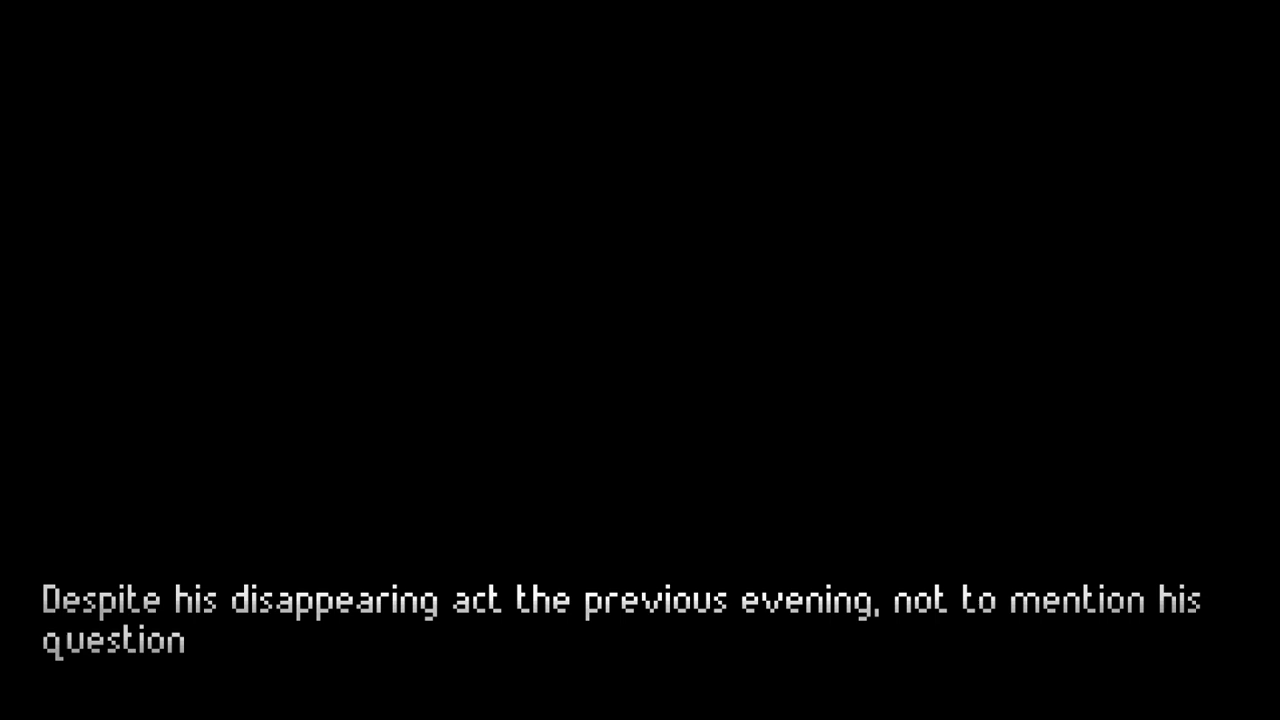 Despite his disappearing act the previous evening, not to mention his
question